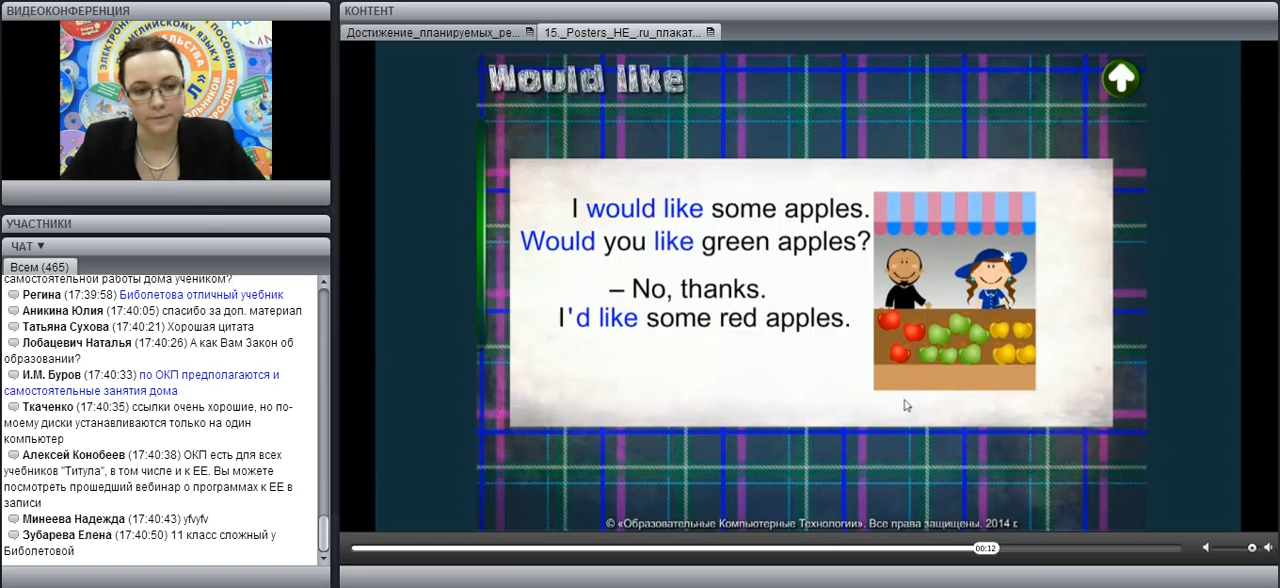 ВИДЕОКОНФЕРЕНЦИЯ
ЭЛЕКТРОНН
АНГЛИЙСКОМУ ЯЗЫКУ
ПОСОБИЯ
УЧАСТНИКИ
ЧАТ ▼
Всем (465)
самостоятельной работы дома учеником?
Регина (17:39:58) Биболетова отличный учебник
Аникина Юлия (17:40:05) спасибо за доп. материал
Татьяна Сухова (17:40:21) Хорошая цитата
Лобацевич Наталья (17:40:26) А как Вам Закон об
образовании?
И.М. Буров (17:40:33) по ОКП предполагаются и
самостоятельные занятия дома
Ткаченко (17:40:35) ссылки очень хорошие, но по-
моему диски устанавливаются только на один
компьютер
Алексей Конобеев (17:40:38) ОКП есть для всех
учебников "Титула", в том числе и к ЕЕ. Вы можете
посмотреть прошедший вебинар о программах к ЕЕ в
записи
Минеева Надежда (17:40:43) yfvyfv
Зубарева Елена (17:40:50) 11 класс сложный у
Биболетовой
КОНТЕНТ
Достижение_планируемых_ре...
15._Posters_HE_.ru_плакат...
Would like
I would like some apples.
Would you like green apples?
– No, thanks.
I'd like some red apples.
© «Образовательные Компьютерные Технологии». Все права защищены. 2014 г.
00:12